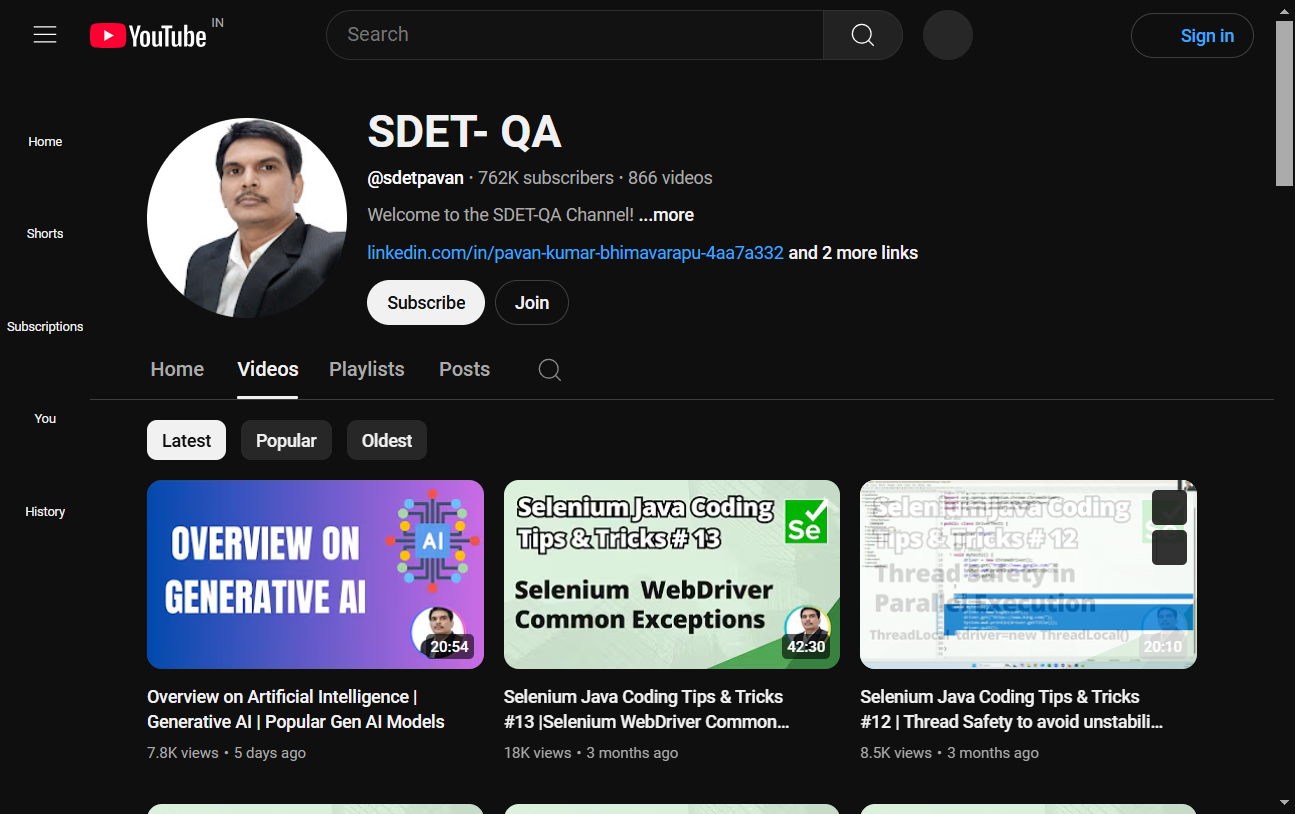 YouTube IN
Search
Sign in
Home
Shorts
Subscriptions
You
History
SDET- QA
@sdetpavan · 762K subscribers · 866 videos
Welcome to the SDET-QA Channel! ...more
linkedin.com/in/pavan-kumar-bhimavarapu-4aa7a332 and 2 more links
Subscribe Join
Home Videos Playlists Posts
Latest Popular Oldest
OVERVIEW ON
GENERATIVE AI
AI
20:54
Overview on Artificial Intelligence |
Generative AI | Popular Gen AI Models
7.8K views • 5 days ago
Selenium Java Coding
Tips & Tricks # 13
Se
Selenium WebDriver
Common Exceptions
42:30
Selenium Java Coding Tips & Tricks
#13 |Selenium WebDriver Common...
18K views • 3 months ago
Selenium Java Coding
Tips & Tricks # 12
Thread Safety in
Parallel Execution
ThreadLocal tdriver=new ThreadLocal()
20:10
Selenium Java Coding Tips & Tricks
#12 | Thread Safety to avoid unstabili...
8.5K views • 3 months ago